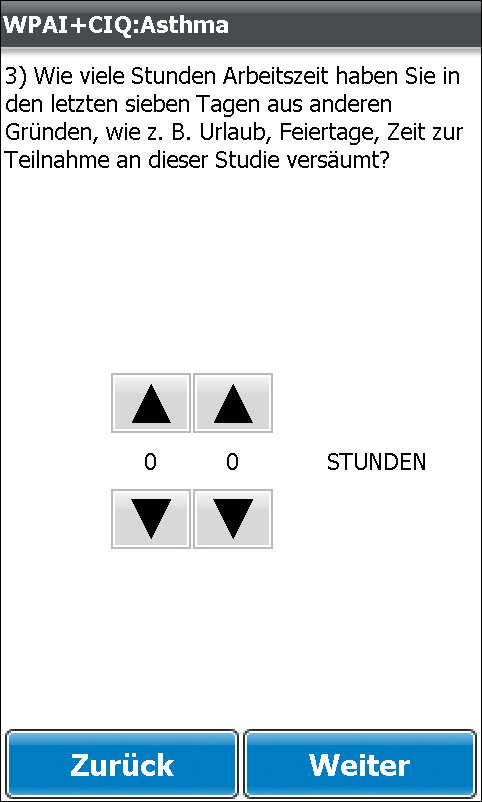 WPAI+CIQ:Asthma
3) Wie viele Stunden Arbeitszeit haben Sie in
den letzten sieben Tagen aus anderen
Gründen, wie z. B. Urlaub, Feiertage, Zeit zur
Teilnahme an dieser Studie versäumt?
0 0 STUNDEN
Zurück Weiter